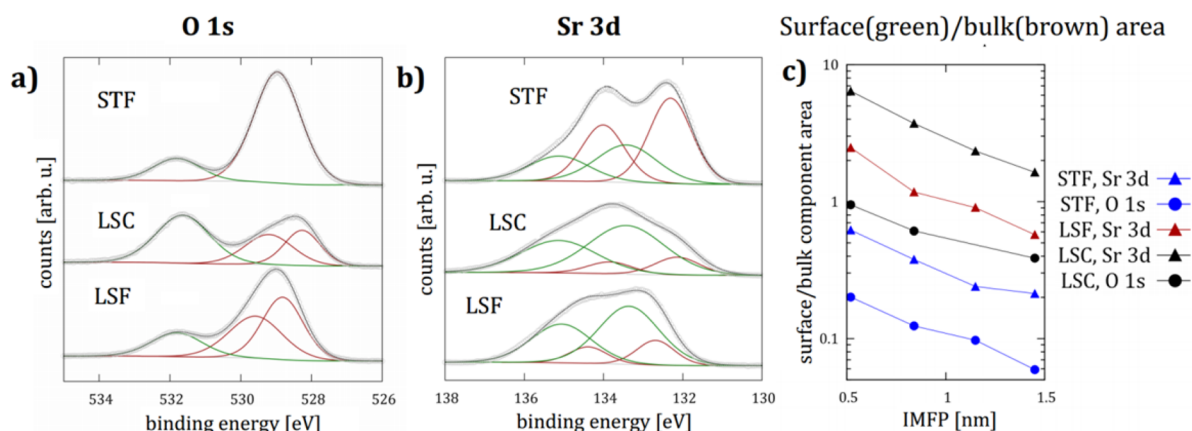 O 1s
Sr 3d
Surface(green)/bulk(brown) area
a)
STF
LSC
LSF
counts [arb. u.]
534 532 530 528 526
binding energy [eV]
b)
STF
LSC
LSF
counts [arb. u.]
138 136 134 132 130
binding energy [eV]
c)
surface/bulk component area
10
1
0.1
0.5 1 1.5
IMFP [nm]
STF, Sr 3d
STF, O 1s
LSF, Sr 3d
LSC, Sr 3d
LSC, O 1s